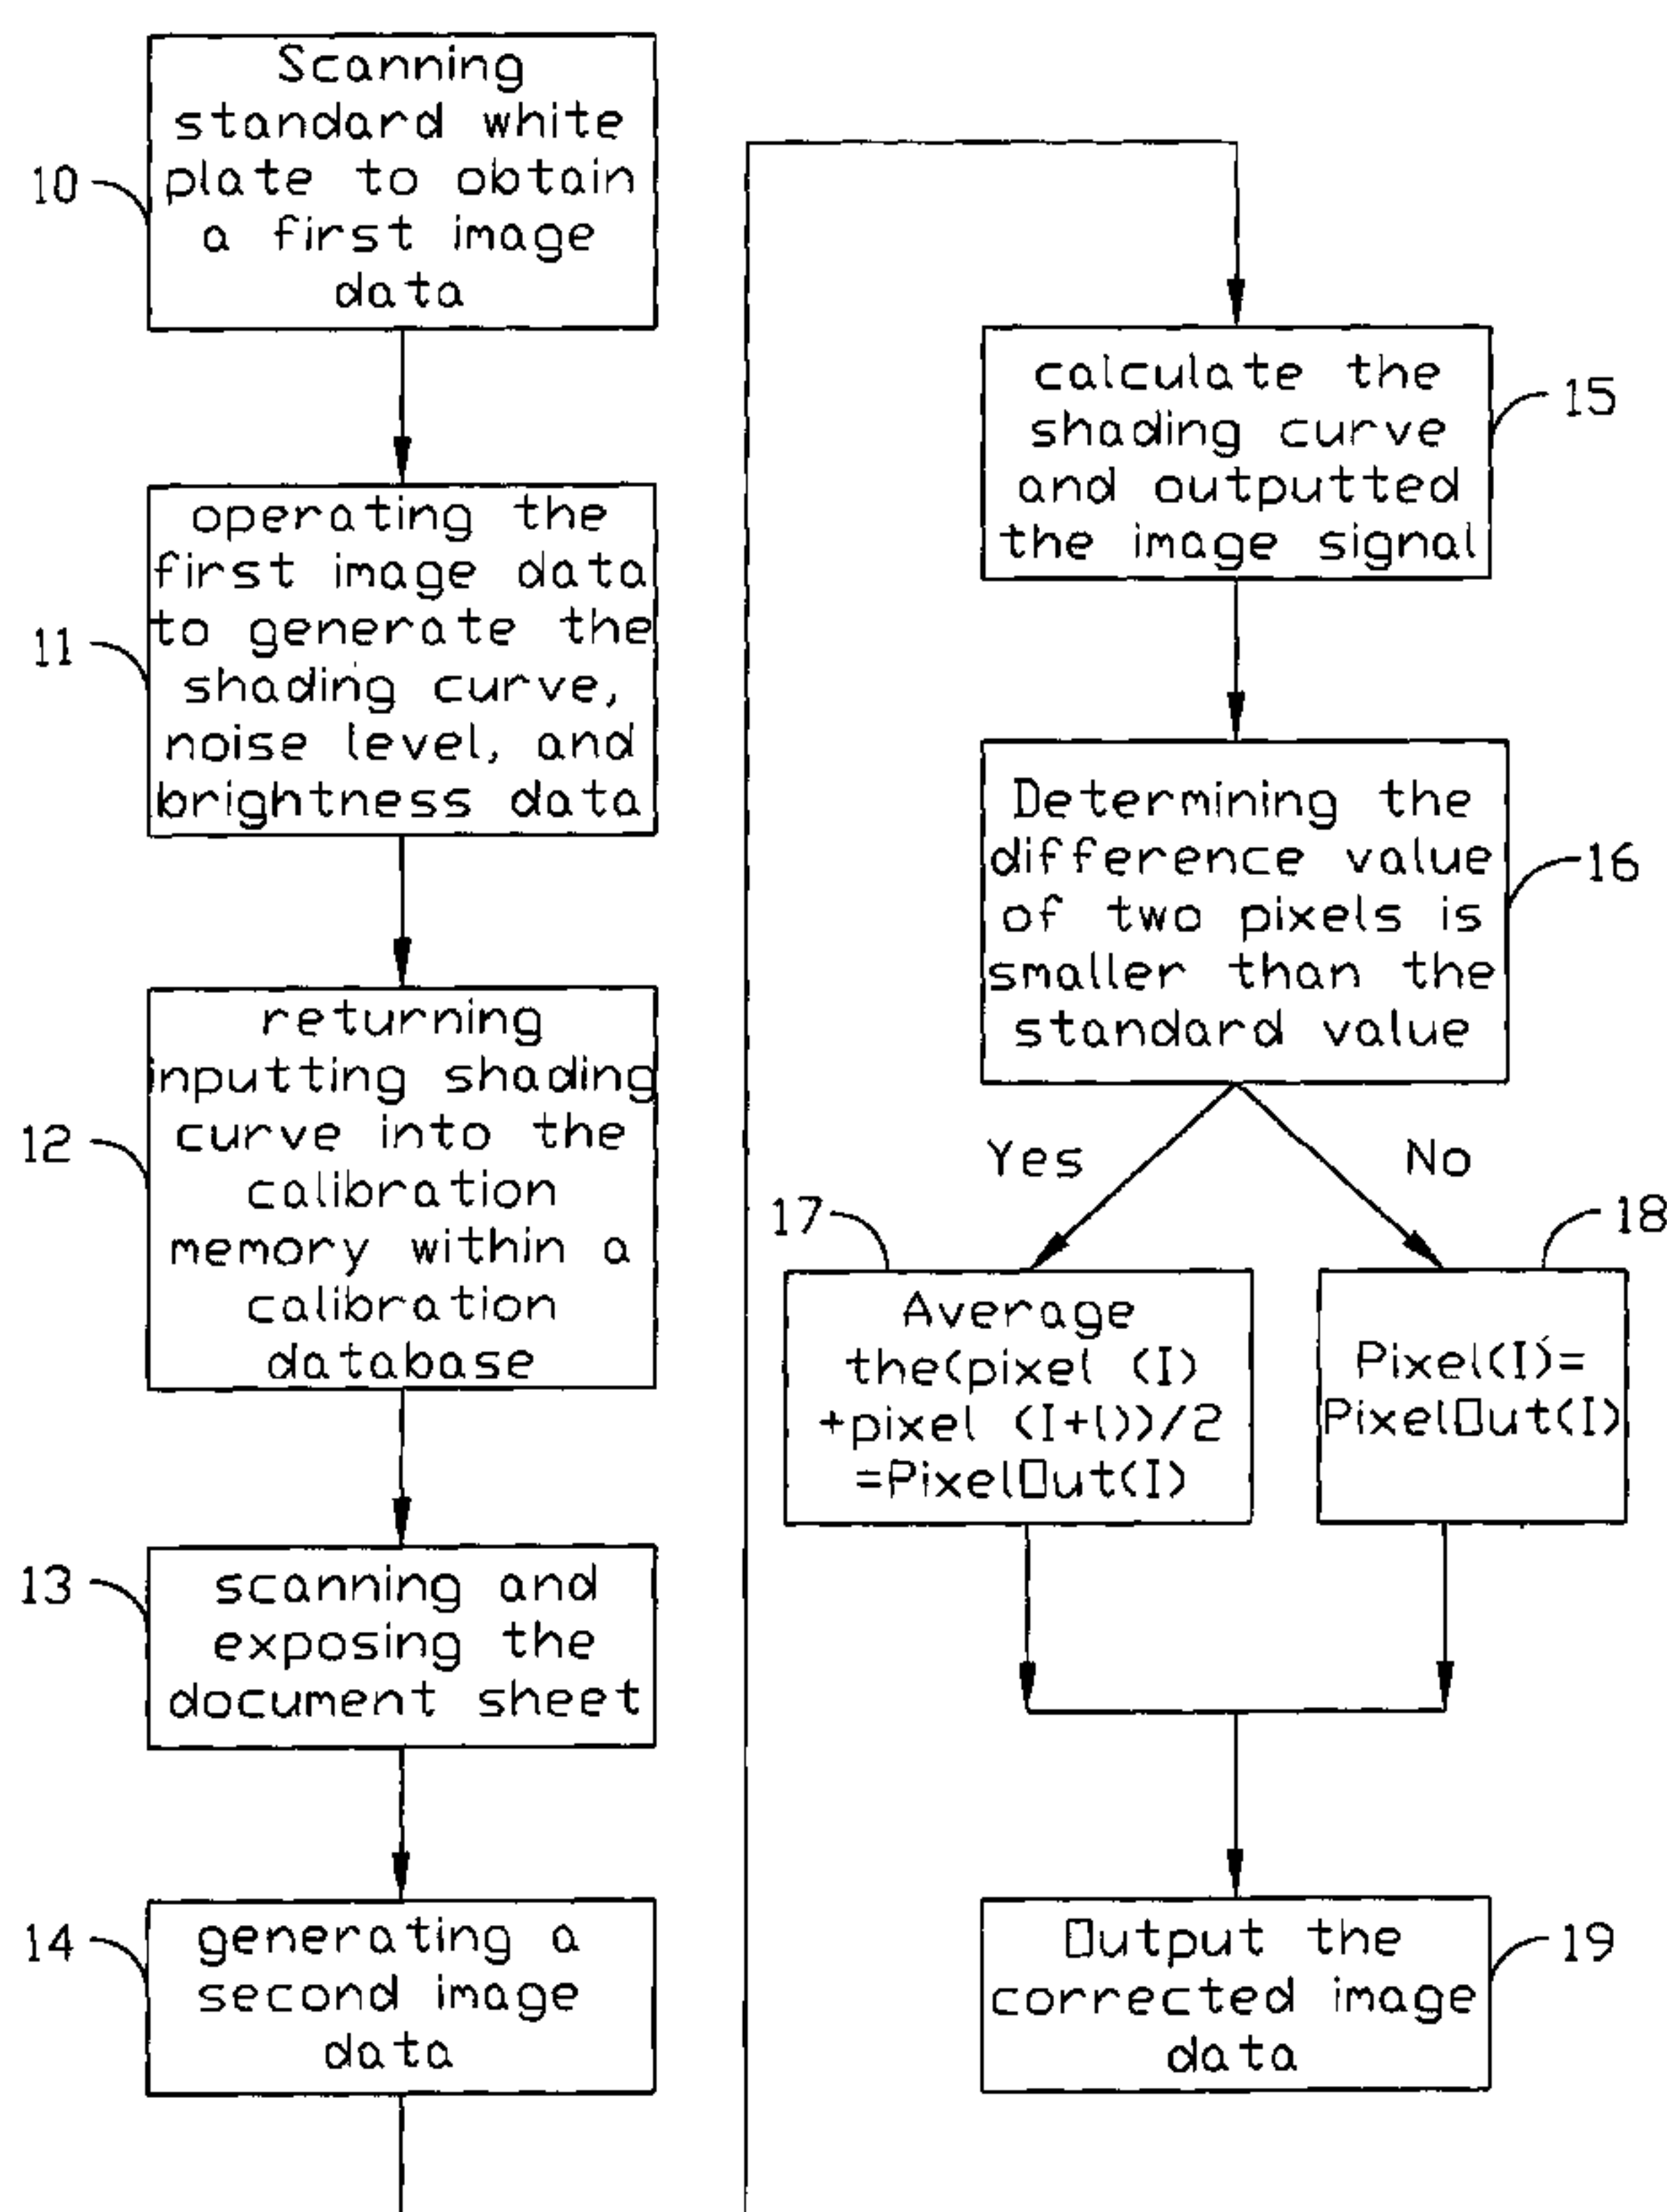 Scanning
standard white
plate to obtain
a first image
data
10
operating the
first image data
to generate the
shading curve,
noise level, and
brightness data
11
returning
inputting shading
curve into the
calibration
memory within a
calibration
database
12
scanning and
exposing the
document sheet
13
generating a
second image
data
14
calculate the
shading curve
and outputted
the image signal
15
Determining the
difference value
of two pixels is
smaller than the
standard value
16
Yes
No
17
Average
the(pixel (I)
+pixel (I+l))/2
=PixelOut(I)
18
Pixel(I)=
PixelOut(I)
Output the
corrected image
data
19